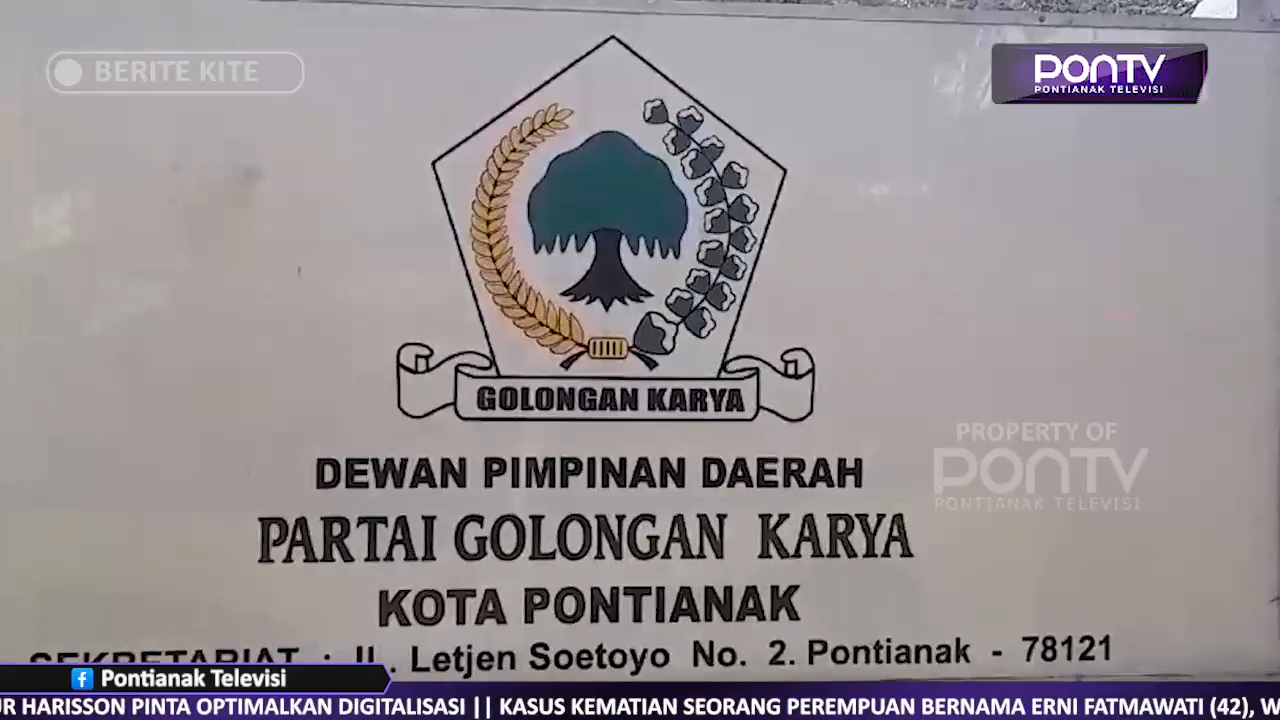 BERITE KITE
PONTV
PONTIANAK TELEVISI
GOLONGAN KARYA
PROPERTY OF
PONTV
PONTIANAK TELEVISI
DEWAN PIMPINAN DAERAH
PARTAI GOLONGAN KARYA
KOTA PONTIANAK
SEKRETARIAT : JL. Letjen Soetoyo No. 2. Pontianak - 78121
Pontianak Televisi
HARISSON PINTA OPTIMALKAN DIGITALISASI || KASUS KEMATIAN SEORANG PEREMPUAN BERNAMA ERNI FATMAWATI (42),